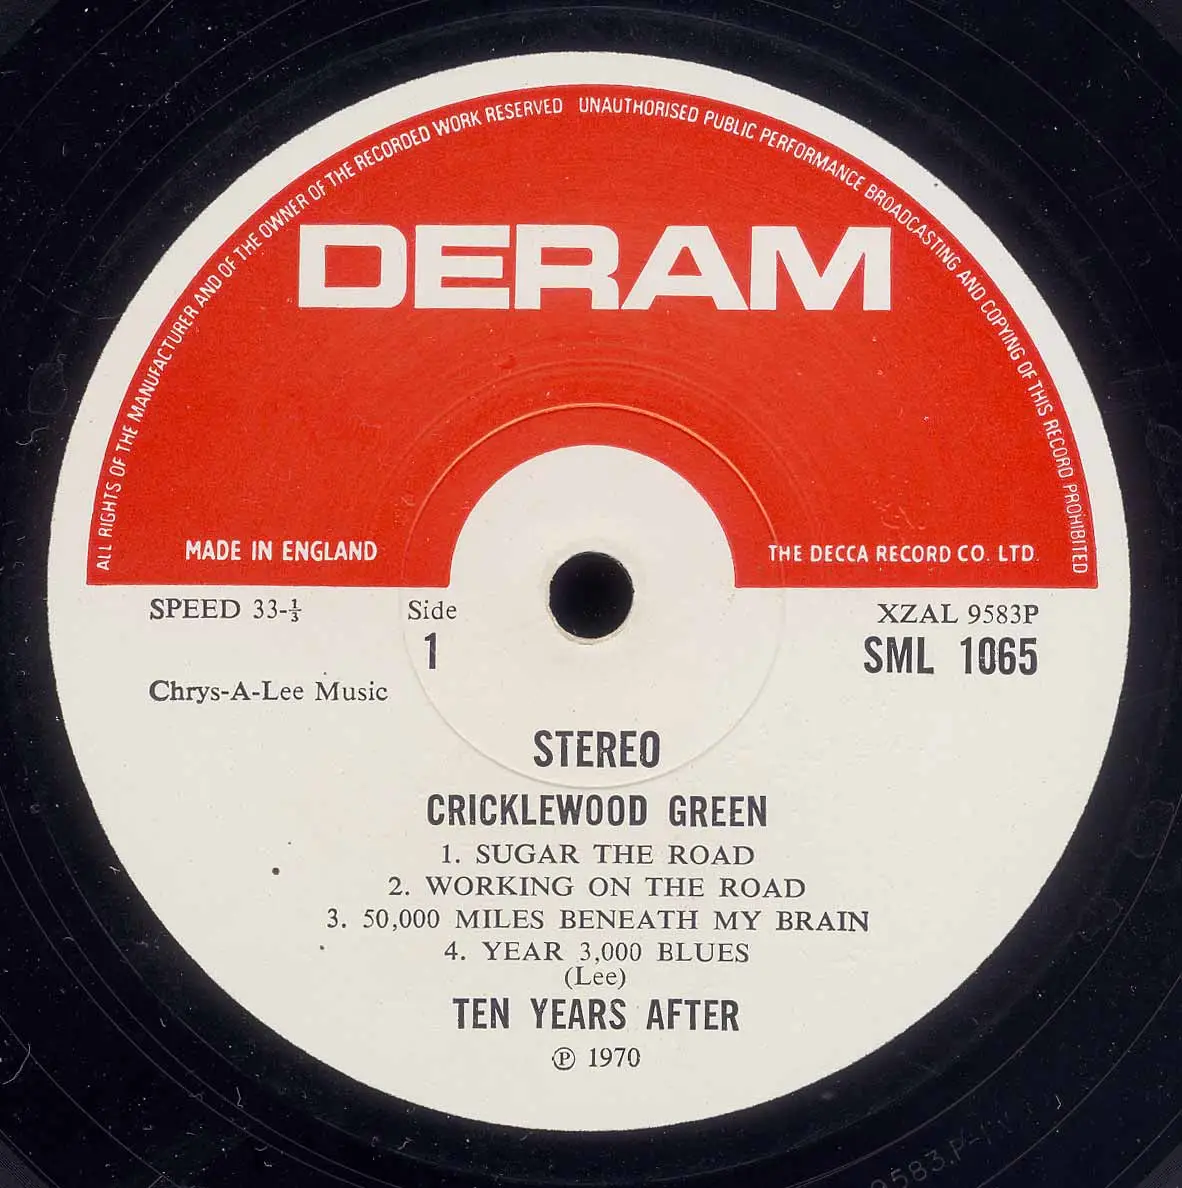 ALL RIGHTS OF THE MANUFACTURER AND OF THE OWNER OF THE RECORDED WORK RESERVED UNAUTHORISED PUBLIC PERFORMANCE BROADCASTING AND COPYING OF THIS RECORD PROHIBITED
DERAM
MADE IN ENGLAND THE DECCA RECORD CO. LTD.
SPEED 33-⅓ Side XZAL 9583P
1 SML 1065
Chrys-A-Lee Music
STEREO
CRICKLEWOOD GREEN
1. SUGAR THE ROAD
2. WORKING ON THE ROAD
3. 50,000 MILES BENEATH MY BRAIN
4. YEAR 3,000 BLUES
(Lee)
TEN YEARS AFTER
℗ 1970